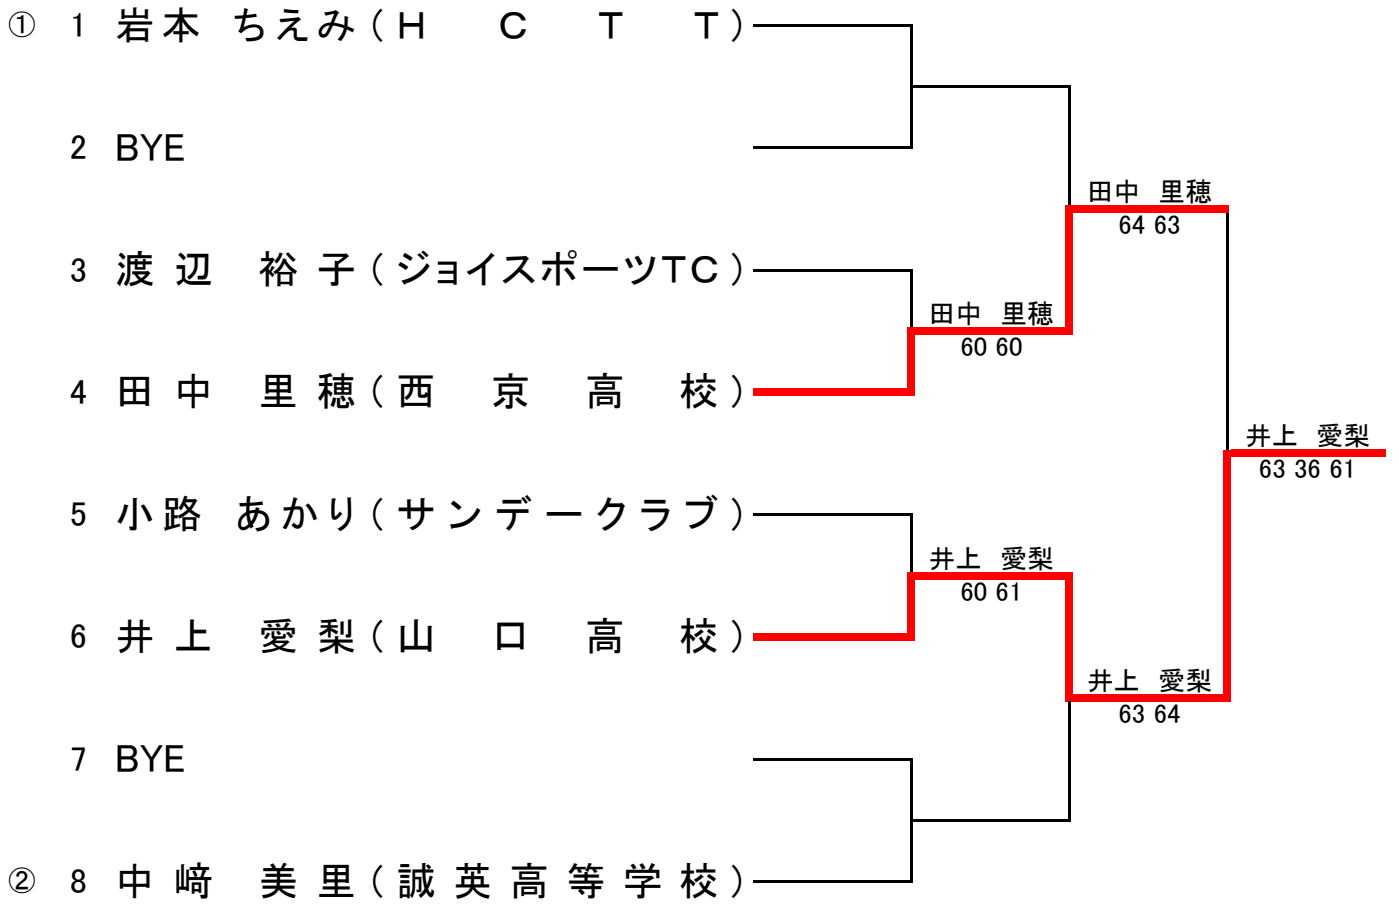 ① 1 岩本 ちえみ(H C T T)
2 BYE
田中 里穂
64 63
3 渡辺 裕子(ジョイスポーツTC)
田中 里穂
60 60
4 田中 里穂(西京高校)
井上 愛梨
63 36 61
5 小路 あかり(サンデークラブ)
井上 愛梨
60 61
6 井上 愛梨(山口高校)
井上 愛梨
63 64
7 BYE
② 8 中﨑 美里(誠英高等学校)